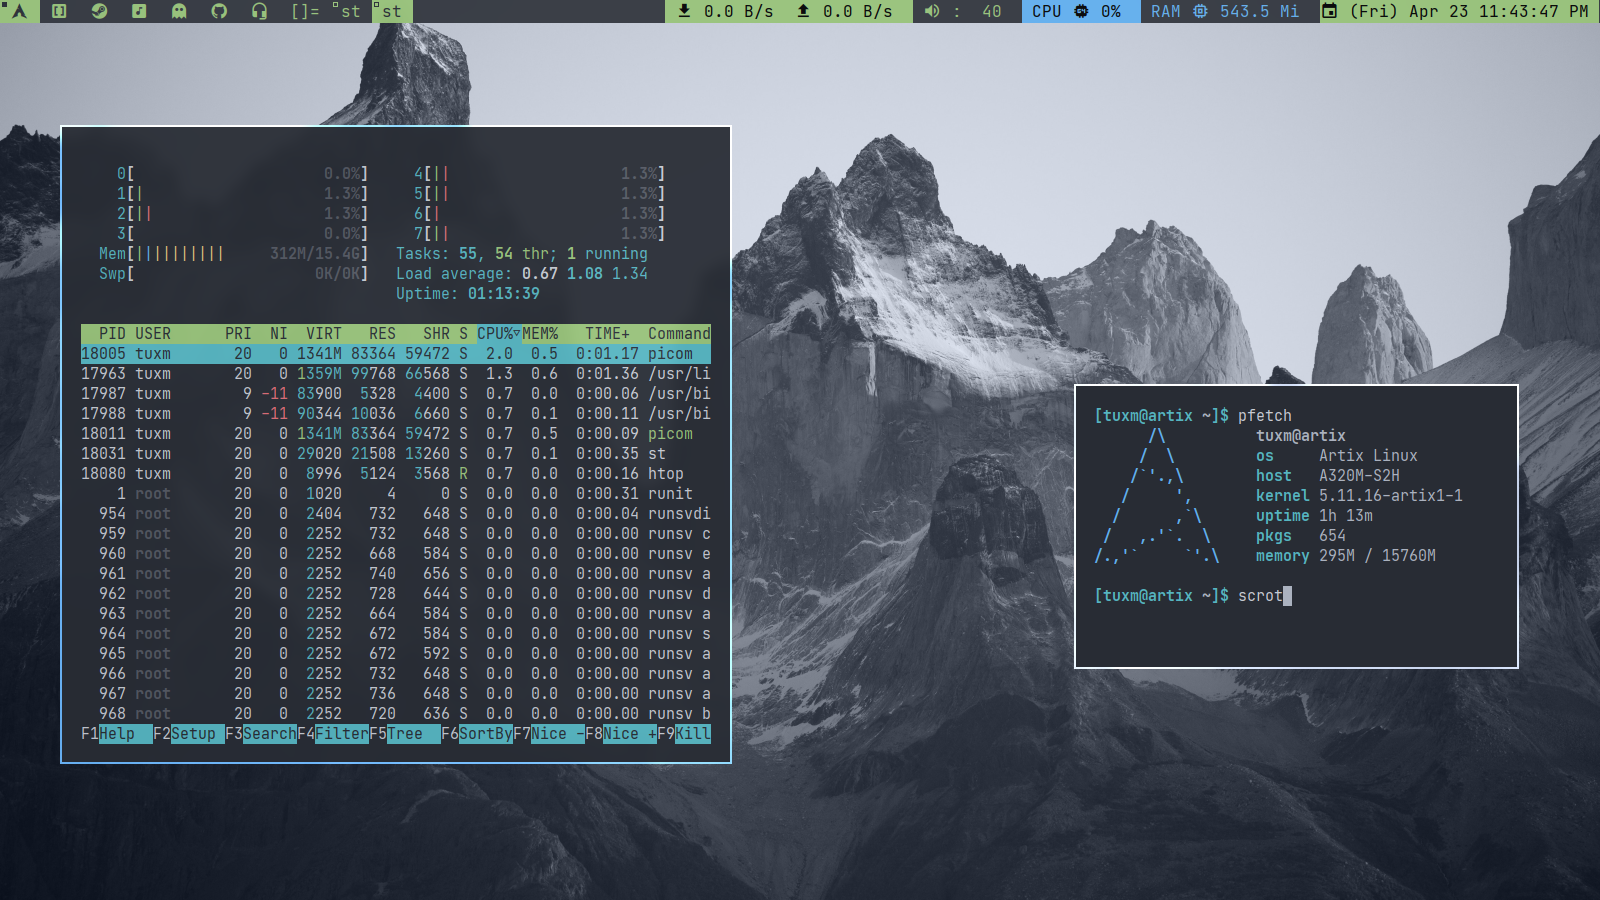 []= st st 0.0 B/s 0.0 B/s : 40 CPU 0% RAM 543.5 Mi (Fri) Apr 23 11:43:47 PM
0[ 0.0%] 4[|| 1.3%]
1[| 1.3%] 5[|| 1.3%]
2[|| 1.3%] 6[| 1.3%]
3[ 0.0%] 7[|| 1.3%]
Mem[|||||||||| 312M/15.4G] Tasks: 55, 54 thr; 1 running
Swp[ 0K/0K] Load average: 0.67 1.08 1.34
Uptime: 01:13:39
PID USER PRI NI VIRT RES SHR S CPU%▽MEM% TIME+ Command
18005 tuxm 20 0 1341M 83364 59472 S 2.0 0.5 0:01.17 picom
17963 tuxm 20 0 1359M 99768 66568 S 1.3 0.6 0:01.36 /usr/li
17987 tuxm 9 -11 83900 5328 4400 S 0.7 0.0 0:00.06 /usr/bi
17988 tuxm 9 -11 90344 10036 6660 S 0.7 0.1 0:00.11 /usr/bi
18011 tuxm 20 0 1341M 83364 59472 S 0.7 0.5 0:00.09 picom
18031 tuxm 20 0 29020 21508 13260 S 0.7 0.1 0:00.35 st
18080 tuxm 20 0 8996 5124 3568 R 0.7 0.0 0:00.16 htop
1 root 20 0 1020 4 0 S 0.0 0.0 0:00.31 runit
954 root 20 0 2404 732 648 S 0.0 0.0 0:00.04 runsvdi
959 root 20 0 2252 732 648 S 0.0 0.0 0:00.00 runsv c
960 root 20 0 2252 668 584 S 0.0 0.0 0:00.00 runsv e
961 root 20 0 2252 740 656 S 0.0 0.0 0:00.00 runsv a
962 root 20 0 2252 728 644 S 0.0 0.0 0:00.00 runsv d
963 root 20 0 2252 664 584 S 0.0 0.0 0:00.00 runsv a
964 root 20 0 2252 672 584 S 0.0 0.0 0:00.00 runsv s
965 root 20 0 2252 672 592 S 0.0 0.0 0:00.00 runsv a
966 root 20 0 2252 732 648 S 0.0 0.0 0:00.00 runsv a
967 root 20 0 2252 736 648 S 0.0 0.0 0:00.00 runsv a
968 root 20 0 2252 720 636 S 0.0 0.0 0:00.00 runsv b
F1Help F2Setup F3SearchF4FilterF5Tree F6SortByF7Nice -F8Nice +F9Kill
[tuxm@artix ~]$ pfetch
tuxm@artix
os Artix Linux
host A320M-S2H
kernel 5.11.16-artix1-1
uptime 1h 13m
pkgs 654
memory 295M / 15760M
[tuxm@artix ~]$ scrot